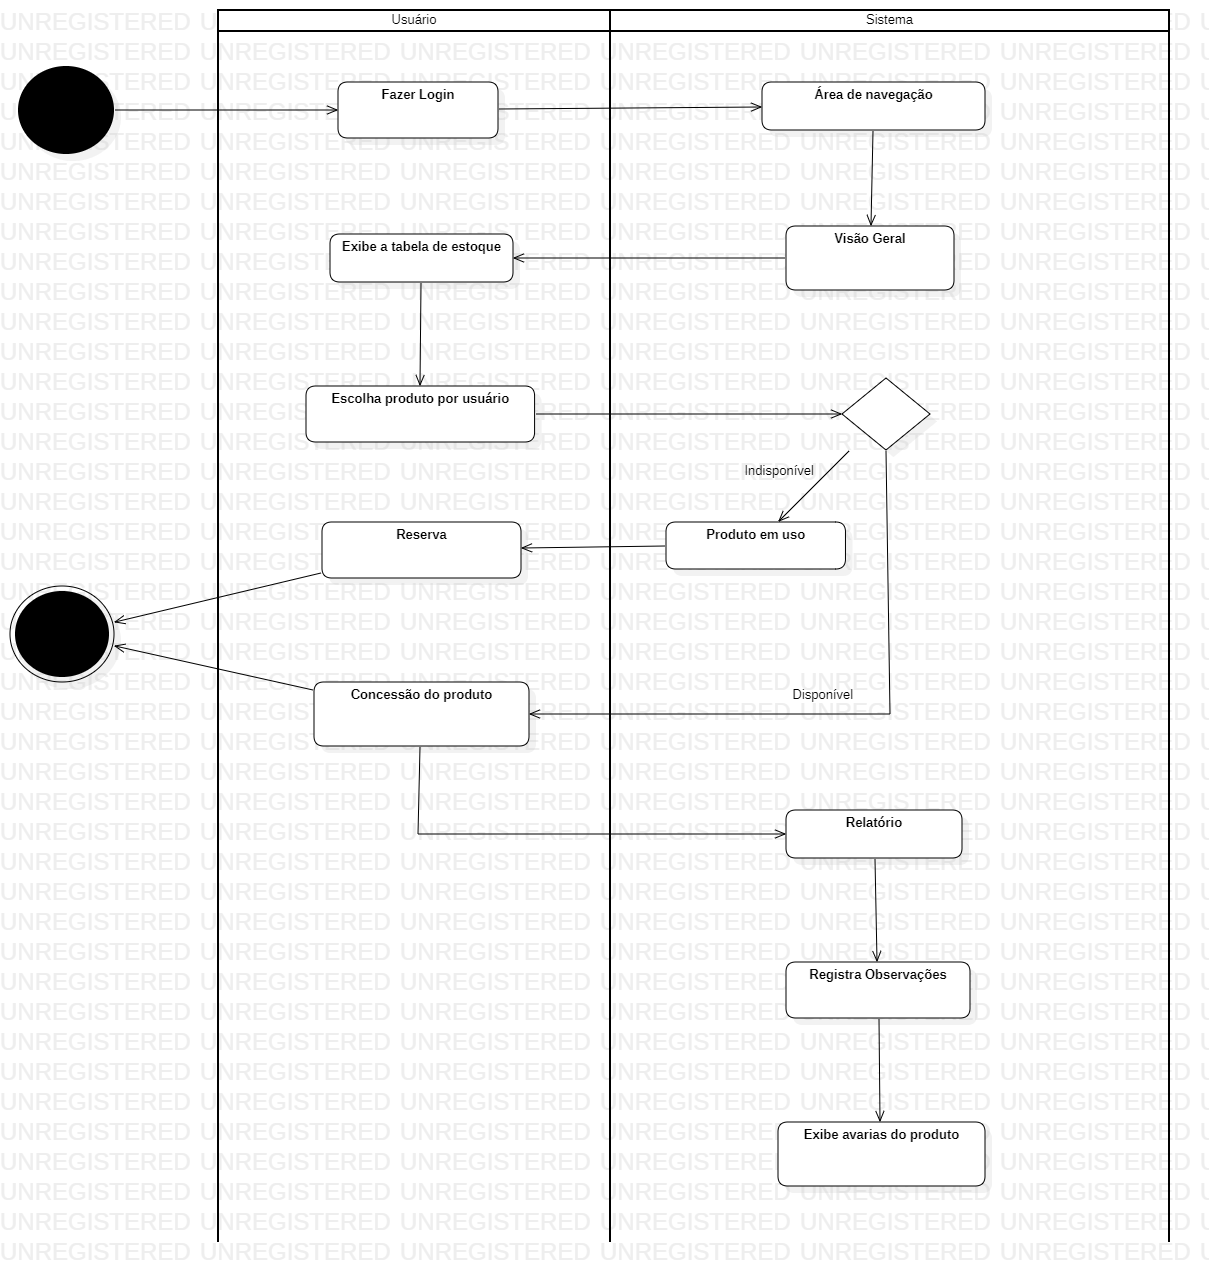 Usuário
Sistema
Fazer Login
Área de navegação
Exibe a tabela de estoque
Visão Geral
Escolha produto por usuário
Indisponível
Reserva
Produto em uso
Concessão do produto
Disponível
Relatório
Registra Observações
Exibe avarias do produto
UNREGISTERED